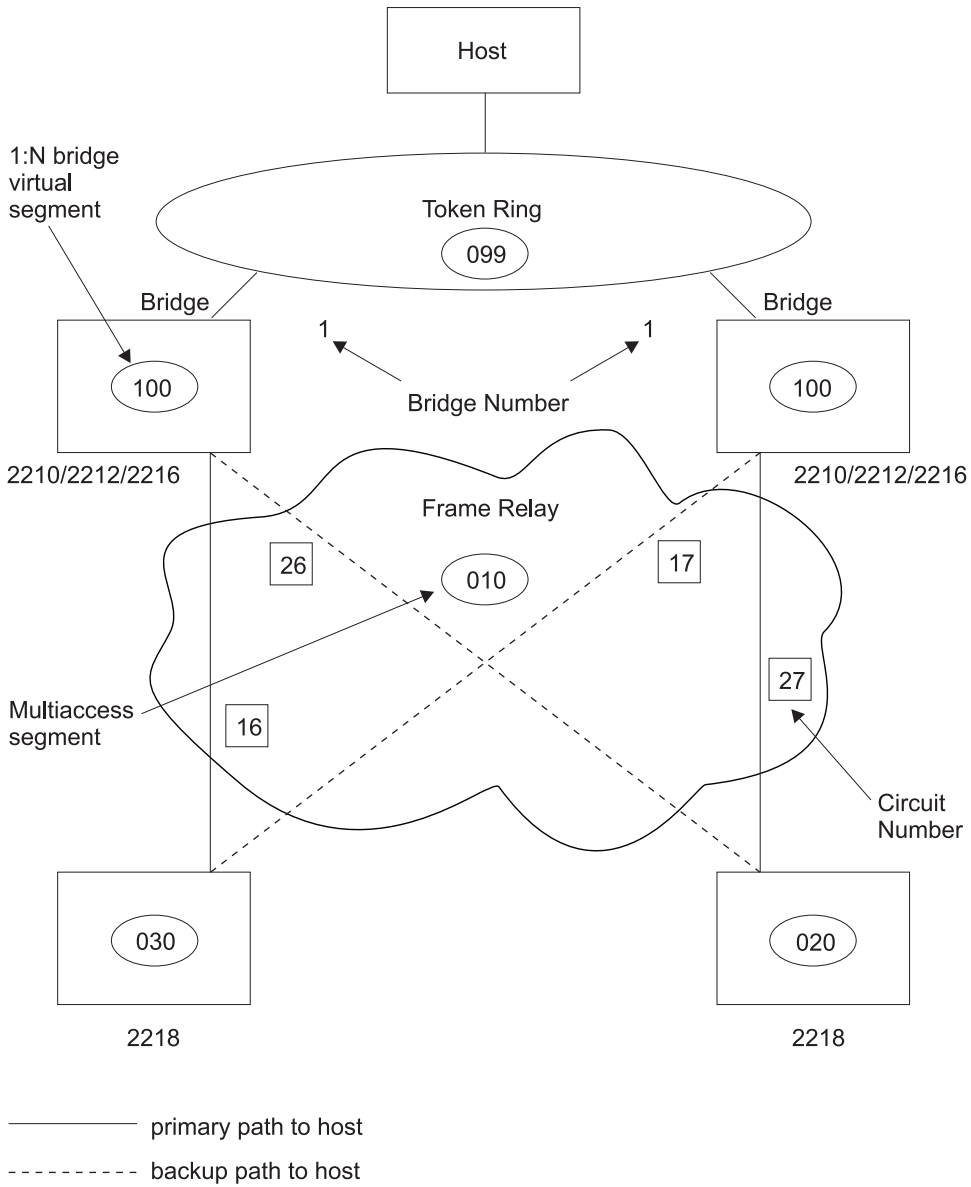 Host
1:N bridge
virtual
segment
Token Ring
099
Bridge
Bridge
1
1
100
100
Bridge Number
2210/2212/2216
2210/2212/2216
Frame Relay
26
17
010
27
Multiaccess
segment
16
Circuit
Number
030
020
2218
2218
primary path to host
backup path to host